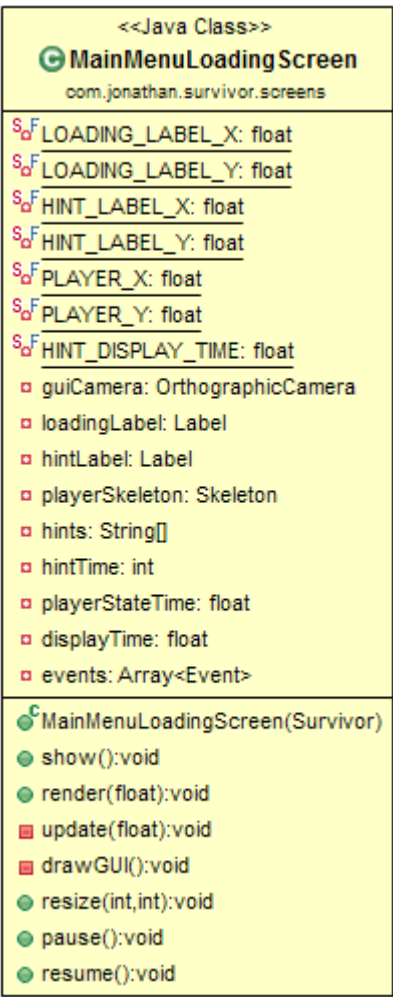 <<Java Class>>
MainMenuLoadingScreen
com.jonathan.survivor.screens
LOADING_LABEL_X: float
LOADING_LABEL_Y: float
HINT_LABEL_X: float
HINT_LABEL_Y: float
PLAYER_X: float
PLAYER_Y: float
HINT_DISPLAY_TIME: float
guiCamera: OrthographicCamera
loadingLabel: Label
hintLabel: Label
playerSkeleton: Skeleton
hints: String[]
hintTime: int
playerStateTime: float
displayTime: float
events: Array<Event>
MainMenuLoadingScreen(Survivor)
show():void
render(float):void
update(float):void
drawGUI():void
resize(int,int):void
pause():void
resume():void